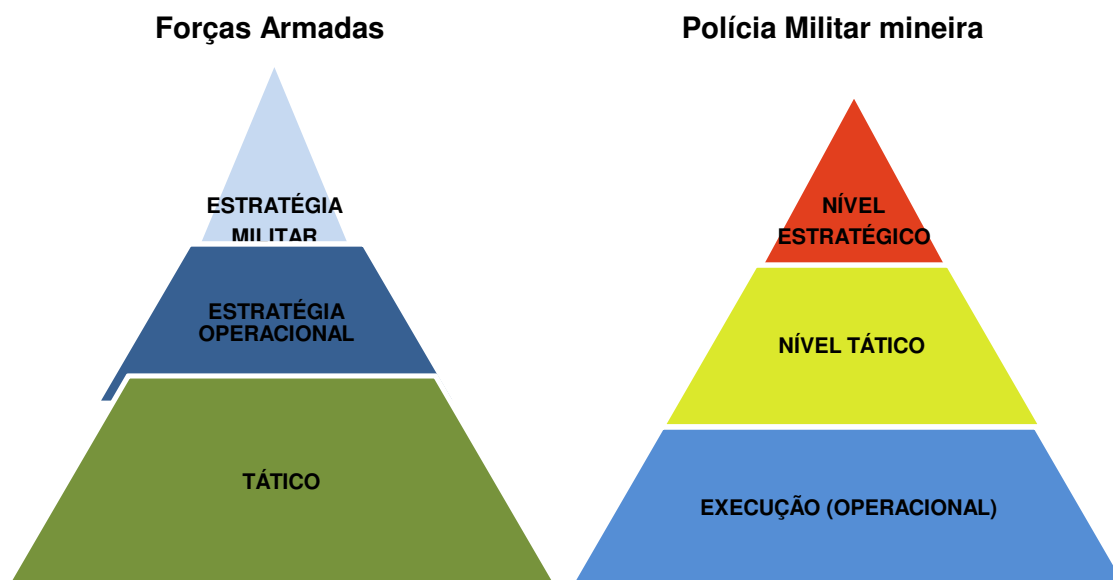 Forças Armadas
Polícia Militar mineira
ESTRATÉGIA
MILITAR
ESTRATÉGIA
OPERACIONAL
TÁTICO
NÍVEL
ESTRATÉGICO
NÍVEL TÁTICO
EXECUÇÃO (OPERACIONAL)